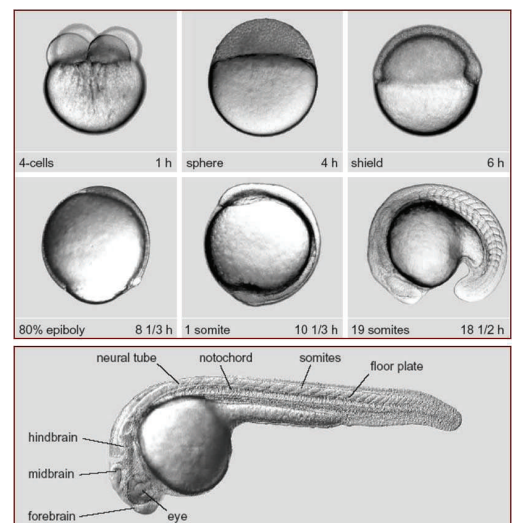 4-cells 1 h
sphere 4 h
shield 6 h
80% epiboly 8 1/3 h
1 somite 10 1/3 h
19 somites 18 1/2 h
neural tube
notochord
somites
floor plate
hindbrain
midbrain
forebrain
eye